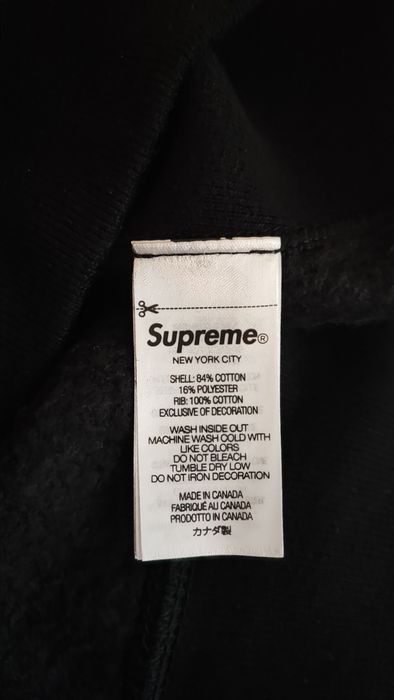 Supreme®
NEW YORK CITY
SHELL: 84% COTTON
16% POLYESTER
RIB: 100% COTTON
EXCLUSIVE OF DECORATION
WASH INSIDE OUT
MACHINE WASH COLD WITH
LIKE COLORS
DO NOT BLEACH
TUMBLE DRY LOW
DO NOT IRON DECORATION
MADE IN CANADA
FABRIQUÉ AU CANADA
PRODOTTO IN CANADA
カナダ製